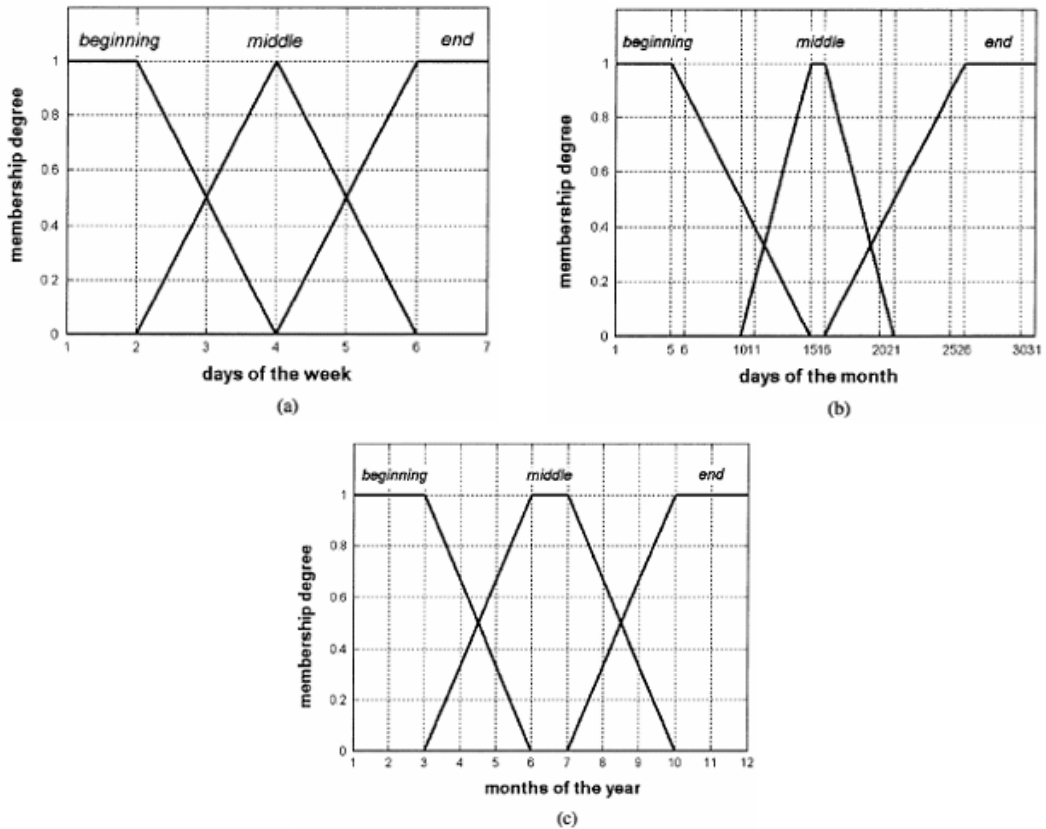 beginning middle end
1
0.8
0.6
0.4
0.2
0
membership degree
1 2 3 4 5 6 7
days of the week
(a)
beginning middle end
1
0.8
0.6
0.4
0.2
0
membership degree
1 5 6 1011 1516 2021 2526 3031
days of the month
(b)
beginning middle end
1
0.8
0.6
0.4
0.2
0
membership degree
1 2 3 4 5 6 7 8 9 10 11 12
months of the year
(c)